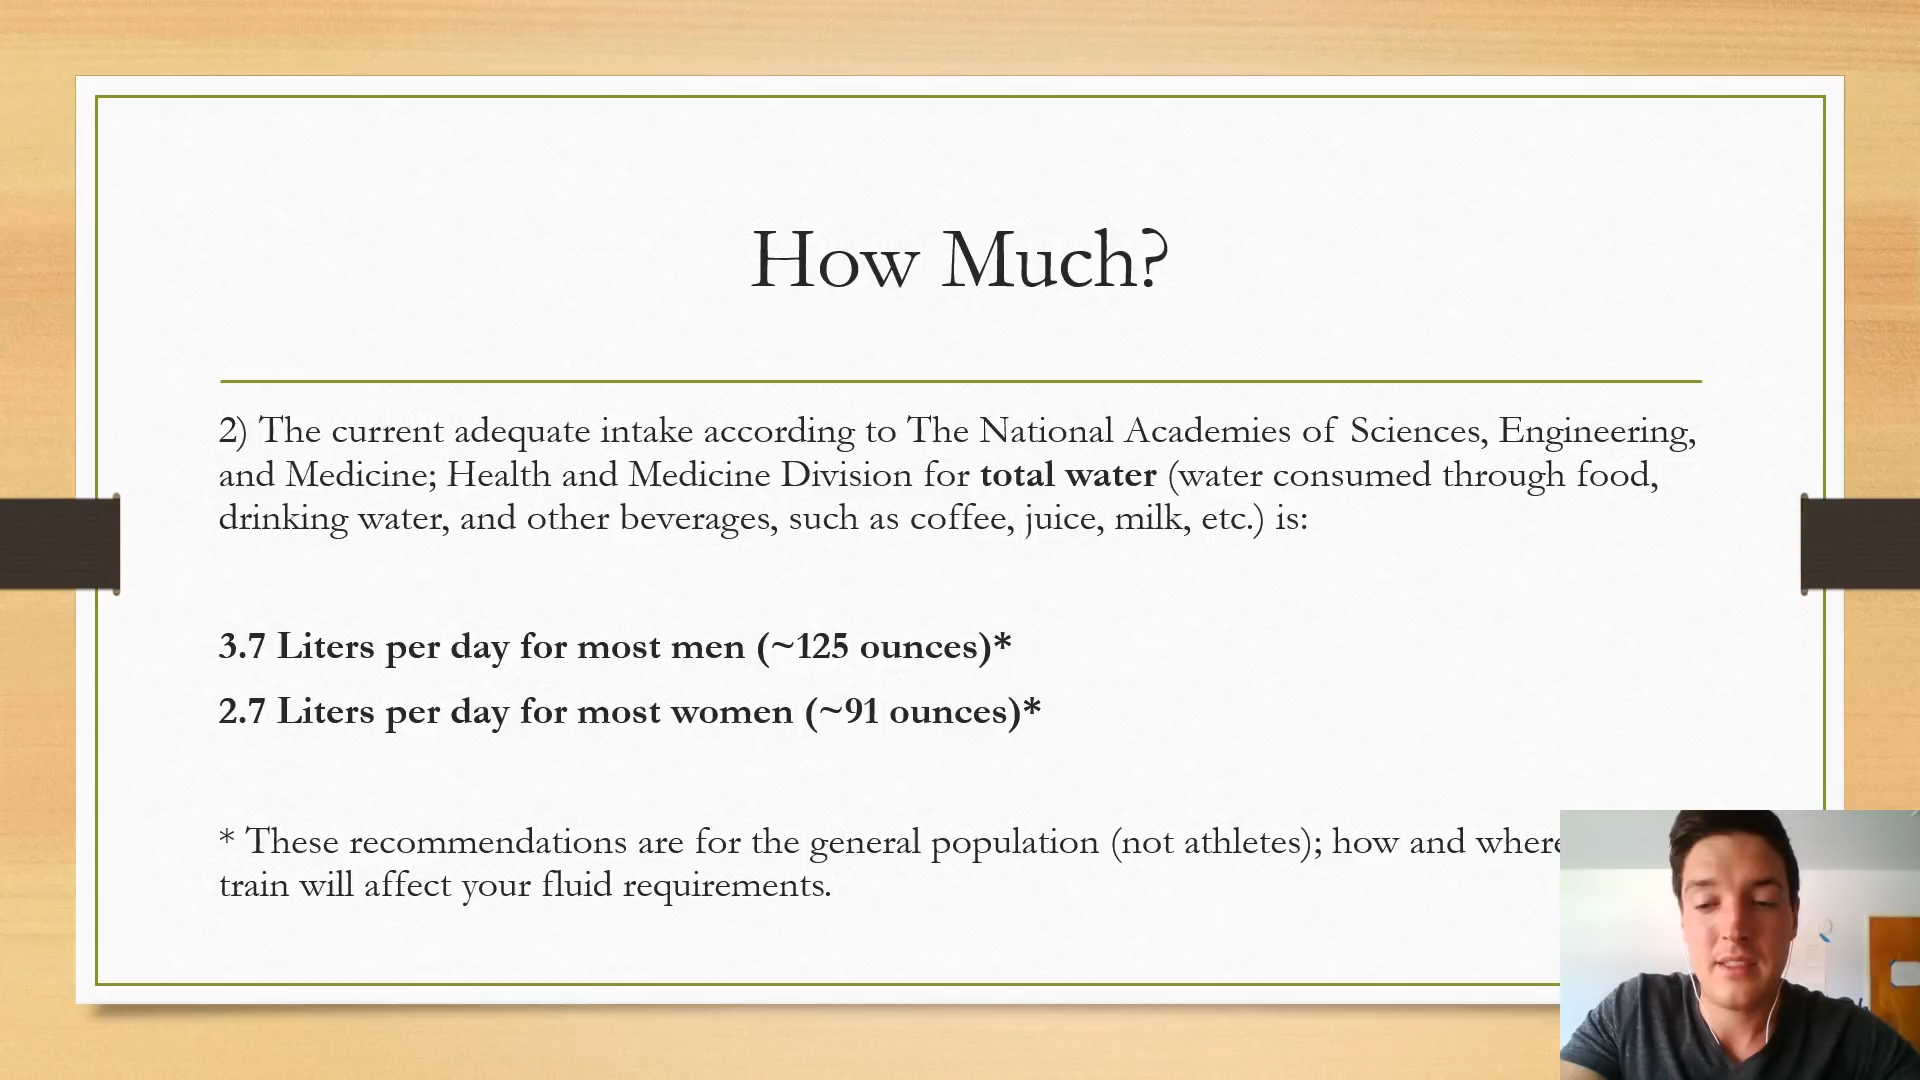 How Much?
2) The current adequate intake according to The National Academies of Sciences, Engineering,
and Medicine; Health and Medicine Division for total water (water consumed through food,
drinking water, and other beverages, such as coffee, juice, milk, etc.) is:
3.7 Liters per day for most men (~125 ounces)*
2.7 Liters per day for most women (~91 ounces)*
* These recommendations are for the general population (not athletes); how and where
train will affect your fluid requirements.